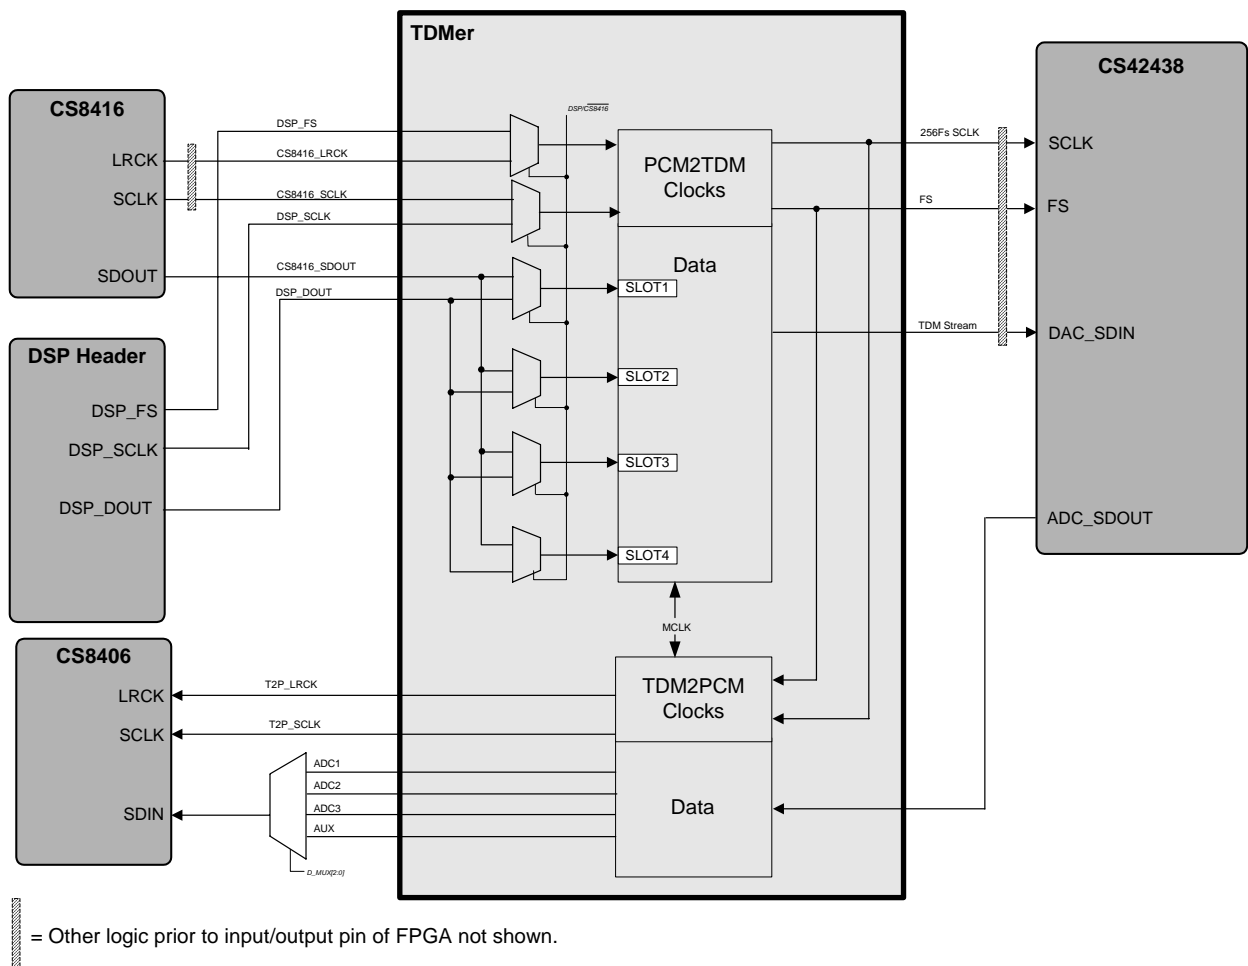 TDMer
CS8416
LRCK
SCLK
SDOUT
DSP Header
DSP_FS
DSP_SCLK
DSP_DOUT
CS8406
LRCK
SCLK
SDIN
DSP_FS
CS8416_LRCK
CS8416_SCLK
DSP_SCLK
CS8416_SDOUT
DSP_DOUT
DSP/CS8416
PCM2TDM
Clocks
Data
SLOT1
SLOT2
SLOT3
SLOT4
MCLK
TDM2PCM
Clocks
Data
T2P_LRCK
T2P_SCLK
ADC1
ADC2
ADC3
AUX
D_MUX[2:0]
256Fs SCLK
FS
TDM Stream
CS42438
SCLK
FS
DAC_SDIN
ADC_SDOUT
= Other logic prior to input/output pin of FPGA not shown.